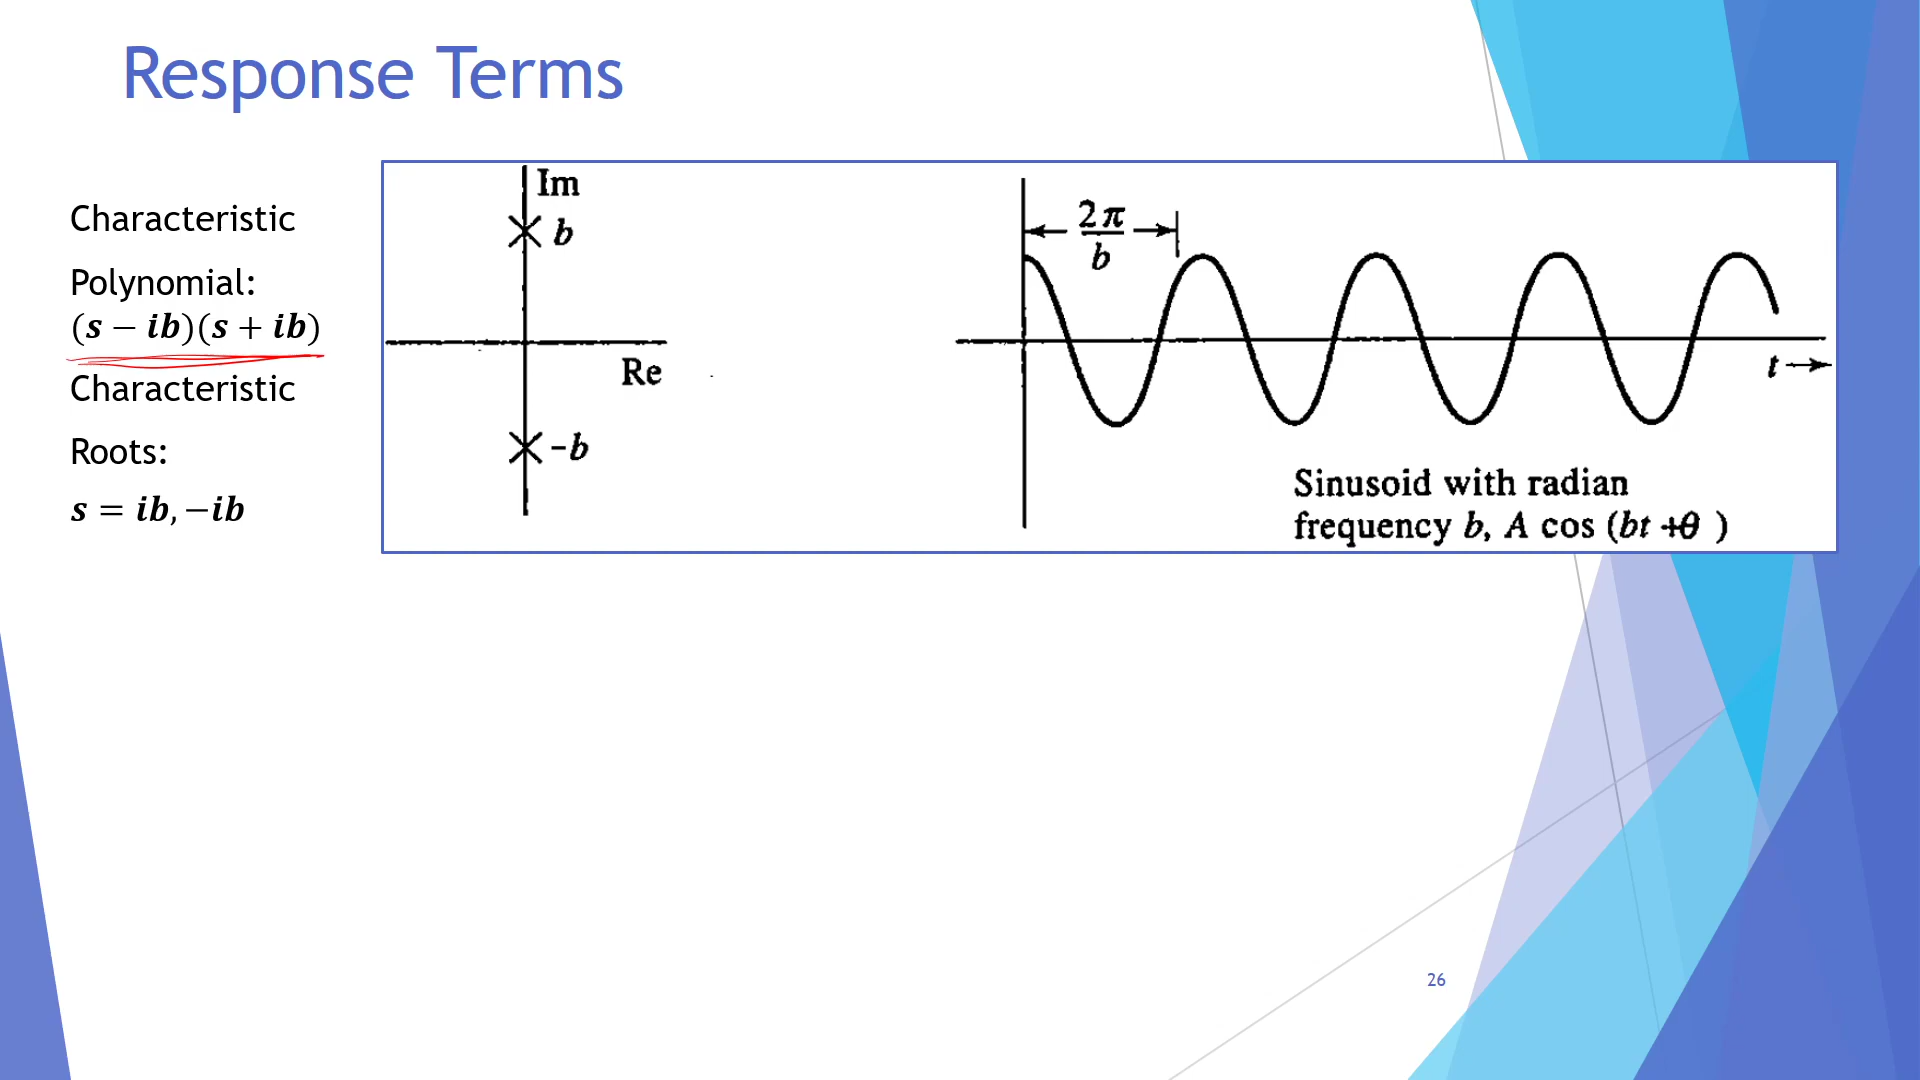 Response Terms
Characteristic
Polynomial:
(s − ib)(s + ib)
Characteristic
Roots:
s = ib, −ib
Im
b
Re
−b
2π
b
t
Sinusoid with radian
frequency b, A cos (bt +θ )
26